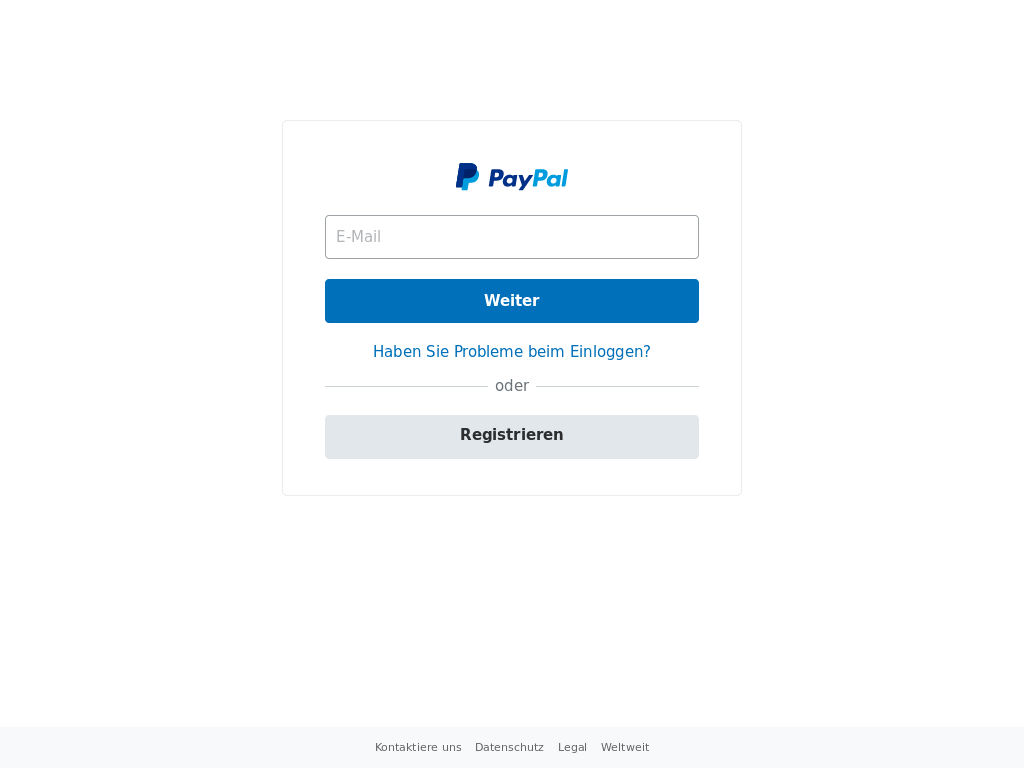 PayPal
E-Mail
Weiter
Haben Sie Probleme beim Einloggen?
oder
Registrieren
Kontaktiere uns Datenschutz Legal Weltweit